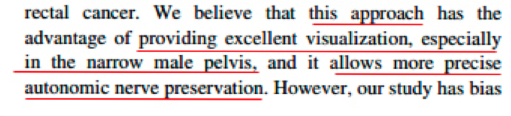 rectal cancer. We believe that this approach has the
advantage of providing excellent visualization, especially
in the narrow male pelvis, and it allows more precise
autonomic nerve preservation. However, our study has bias